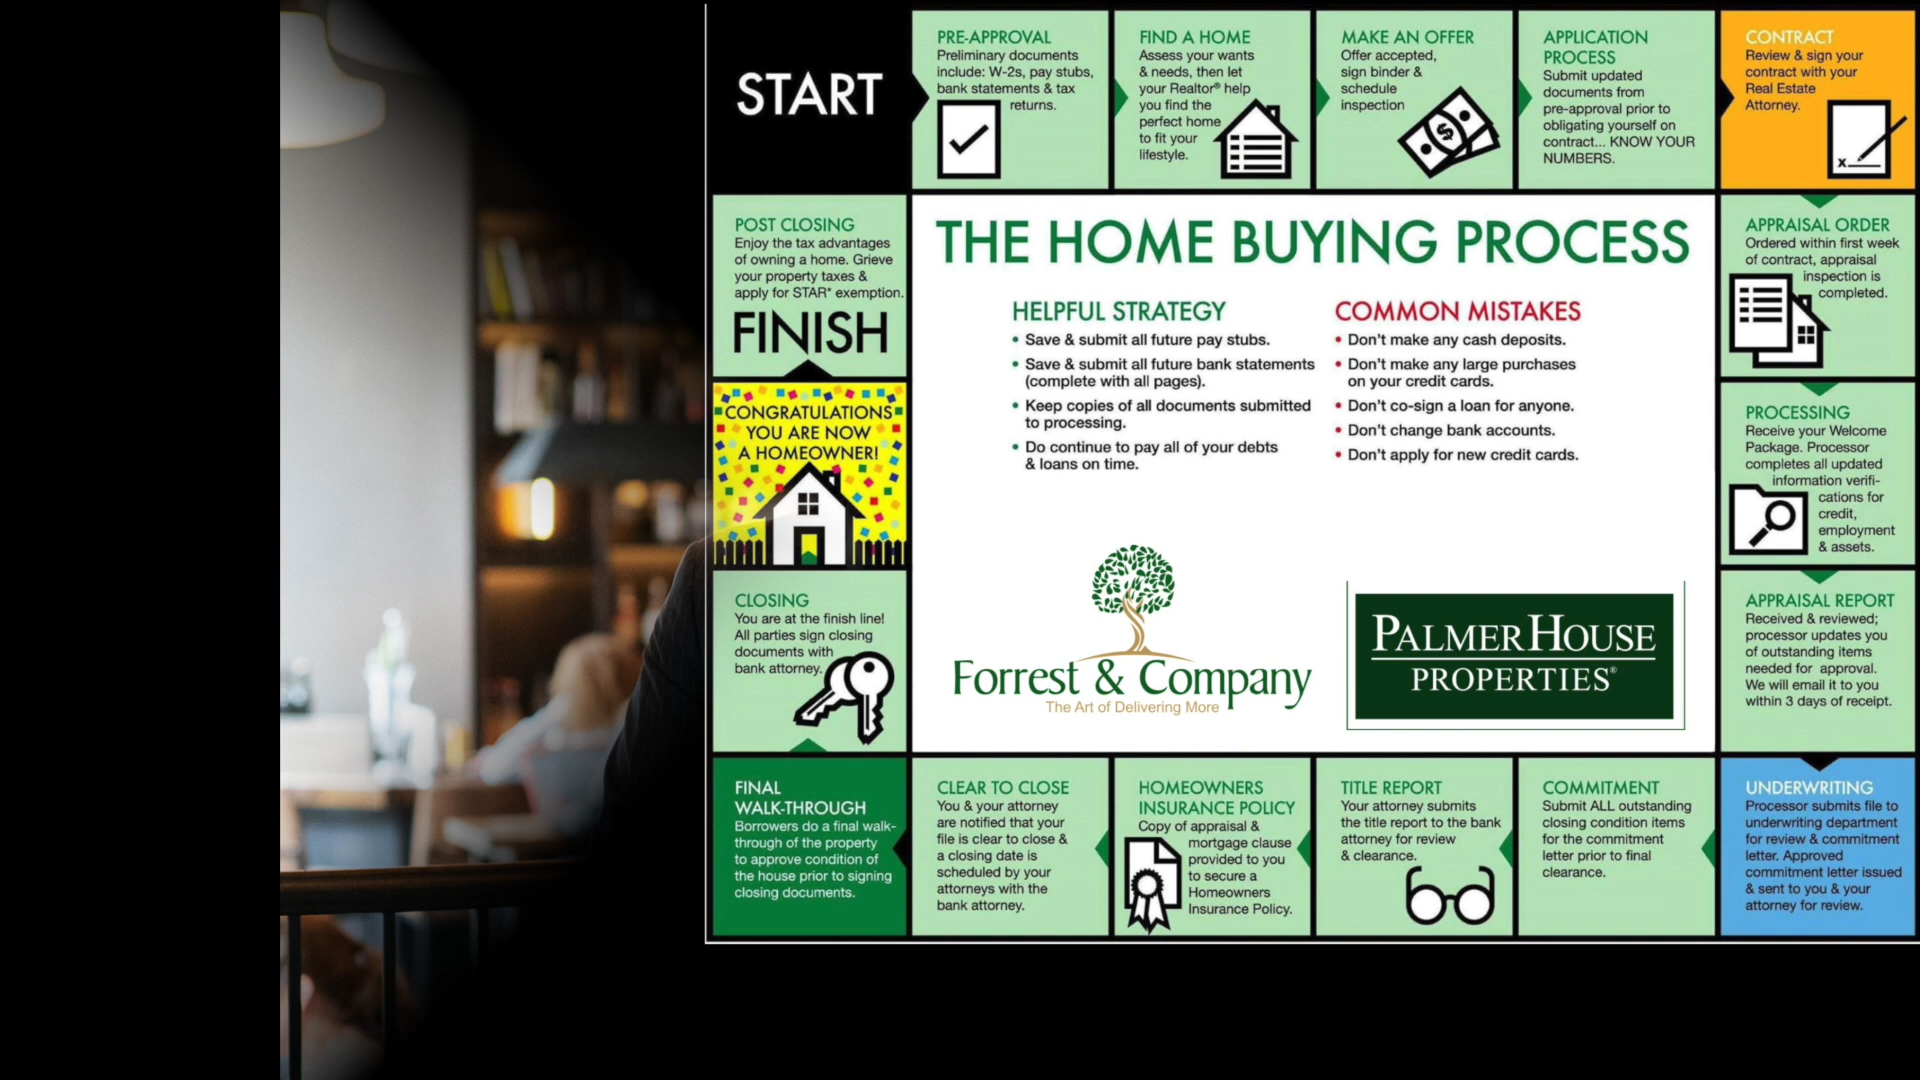 START
PRE-APPROVAL
Preliminary documents
include: W-2s, pay stubs,
bank statements & tax
returns.
FIND A HOME
Assess your wants
& needs, then let
your Realtor® help
you find the
perfect home
to fit your
lifestyle.
MAKE AN OFFER
Offer accepted,
sign binder &
schedule
inspection
$
APPLICATION
PROCESS
Submit updated
documents from
pre-approval prior to
obligating yourself on
contract... KNOW YOUR
NUMBERS.
CONTRACT
Review & sign your
contract with your
Real Estate
Attorney.
x
APPRAISAL ORDER
Ordered within first week
of contract, appraisal
inspection is
completed.
PROCESSING
Receive your Welcome
Package. Processor
completes all updated
information verifi-
cations for
credit,
employment
& assets.
APPRAISAL REPORT
Received & reviewed;
processor updates you
of outstanding items
needed for approval.
We will email it to you
within 3 days of receipt.
UNDERWRITING
Processor submits file to
underwriting department
for review & commitment
letter. Approved
commitment letter issued
& sent to you & your
attorney for review.
COMMITMENT
Submit ALL outstanding
closing condition items
for the commitment
letter prior to final
clearance.
TITLE REPORT
Your attorney submits
the title report to the bank
attorney for review
& clearance.
HOMEOWNERS
INSURANCE POLICY
Copy of appraisal &
mortgage clause
provided to you
to secure a
Homeowners
Insurance Policy.
CLEAR TO CLOSE
You & your attorney
are notified that your
file is clear to close &
a closing date is
scheduled by your
attorneys with the
bank attorney.
FINAL
WALK-THROUGH
Borrowers do a final walk-
through of the property
to approve condition of
the house prior to signing
closing documents.
CLOSING
You are at the finish line!
All parties sign closing
documents with
bank attorney.
CONGRATULATIONS
YOU ARE NOW
A HOMEOWNER!
POST CLOSING
Enjoy the tax advantages
of owning a home. Grieve
your property taxes &
apply for STAR* exemption.
FINISH
THE HOME BUYING PROCESS
HELPFUL STRATEGY
• Save & submit all future pay stubs.
• Save & submit all future bank statements
(complete with all pages).
• Keep copies of all documents submitted
to processing.
• Do continue to pay all of your debts
& loans on time.
COMMON MISTAKES
• Don't make any cash deposits.
• Don't make any large purchases
on your credit cards.
• Don't co-sign a loan for anyone.
• Don't change bank accounts.
• Don't apply for new credit cards.
Forrest & Company
The Art of Delivering More
PALMERHOUSE
PROPERTIES®